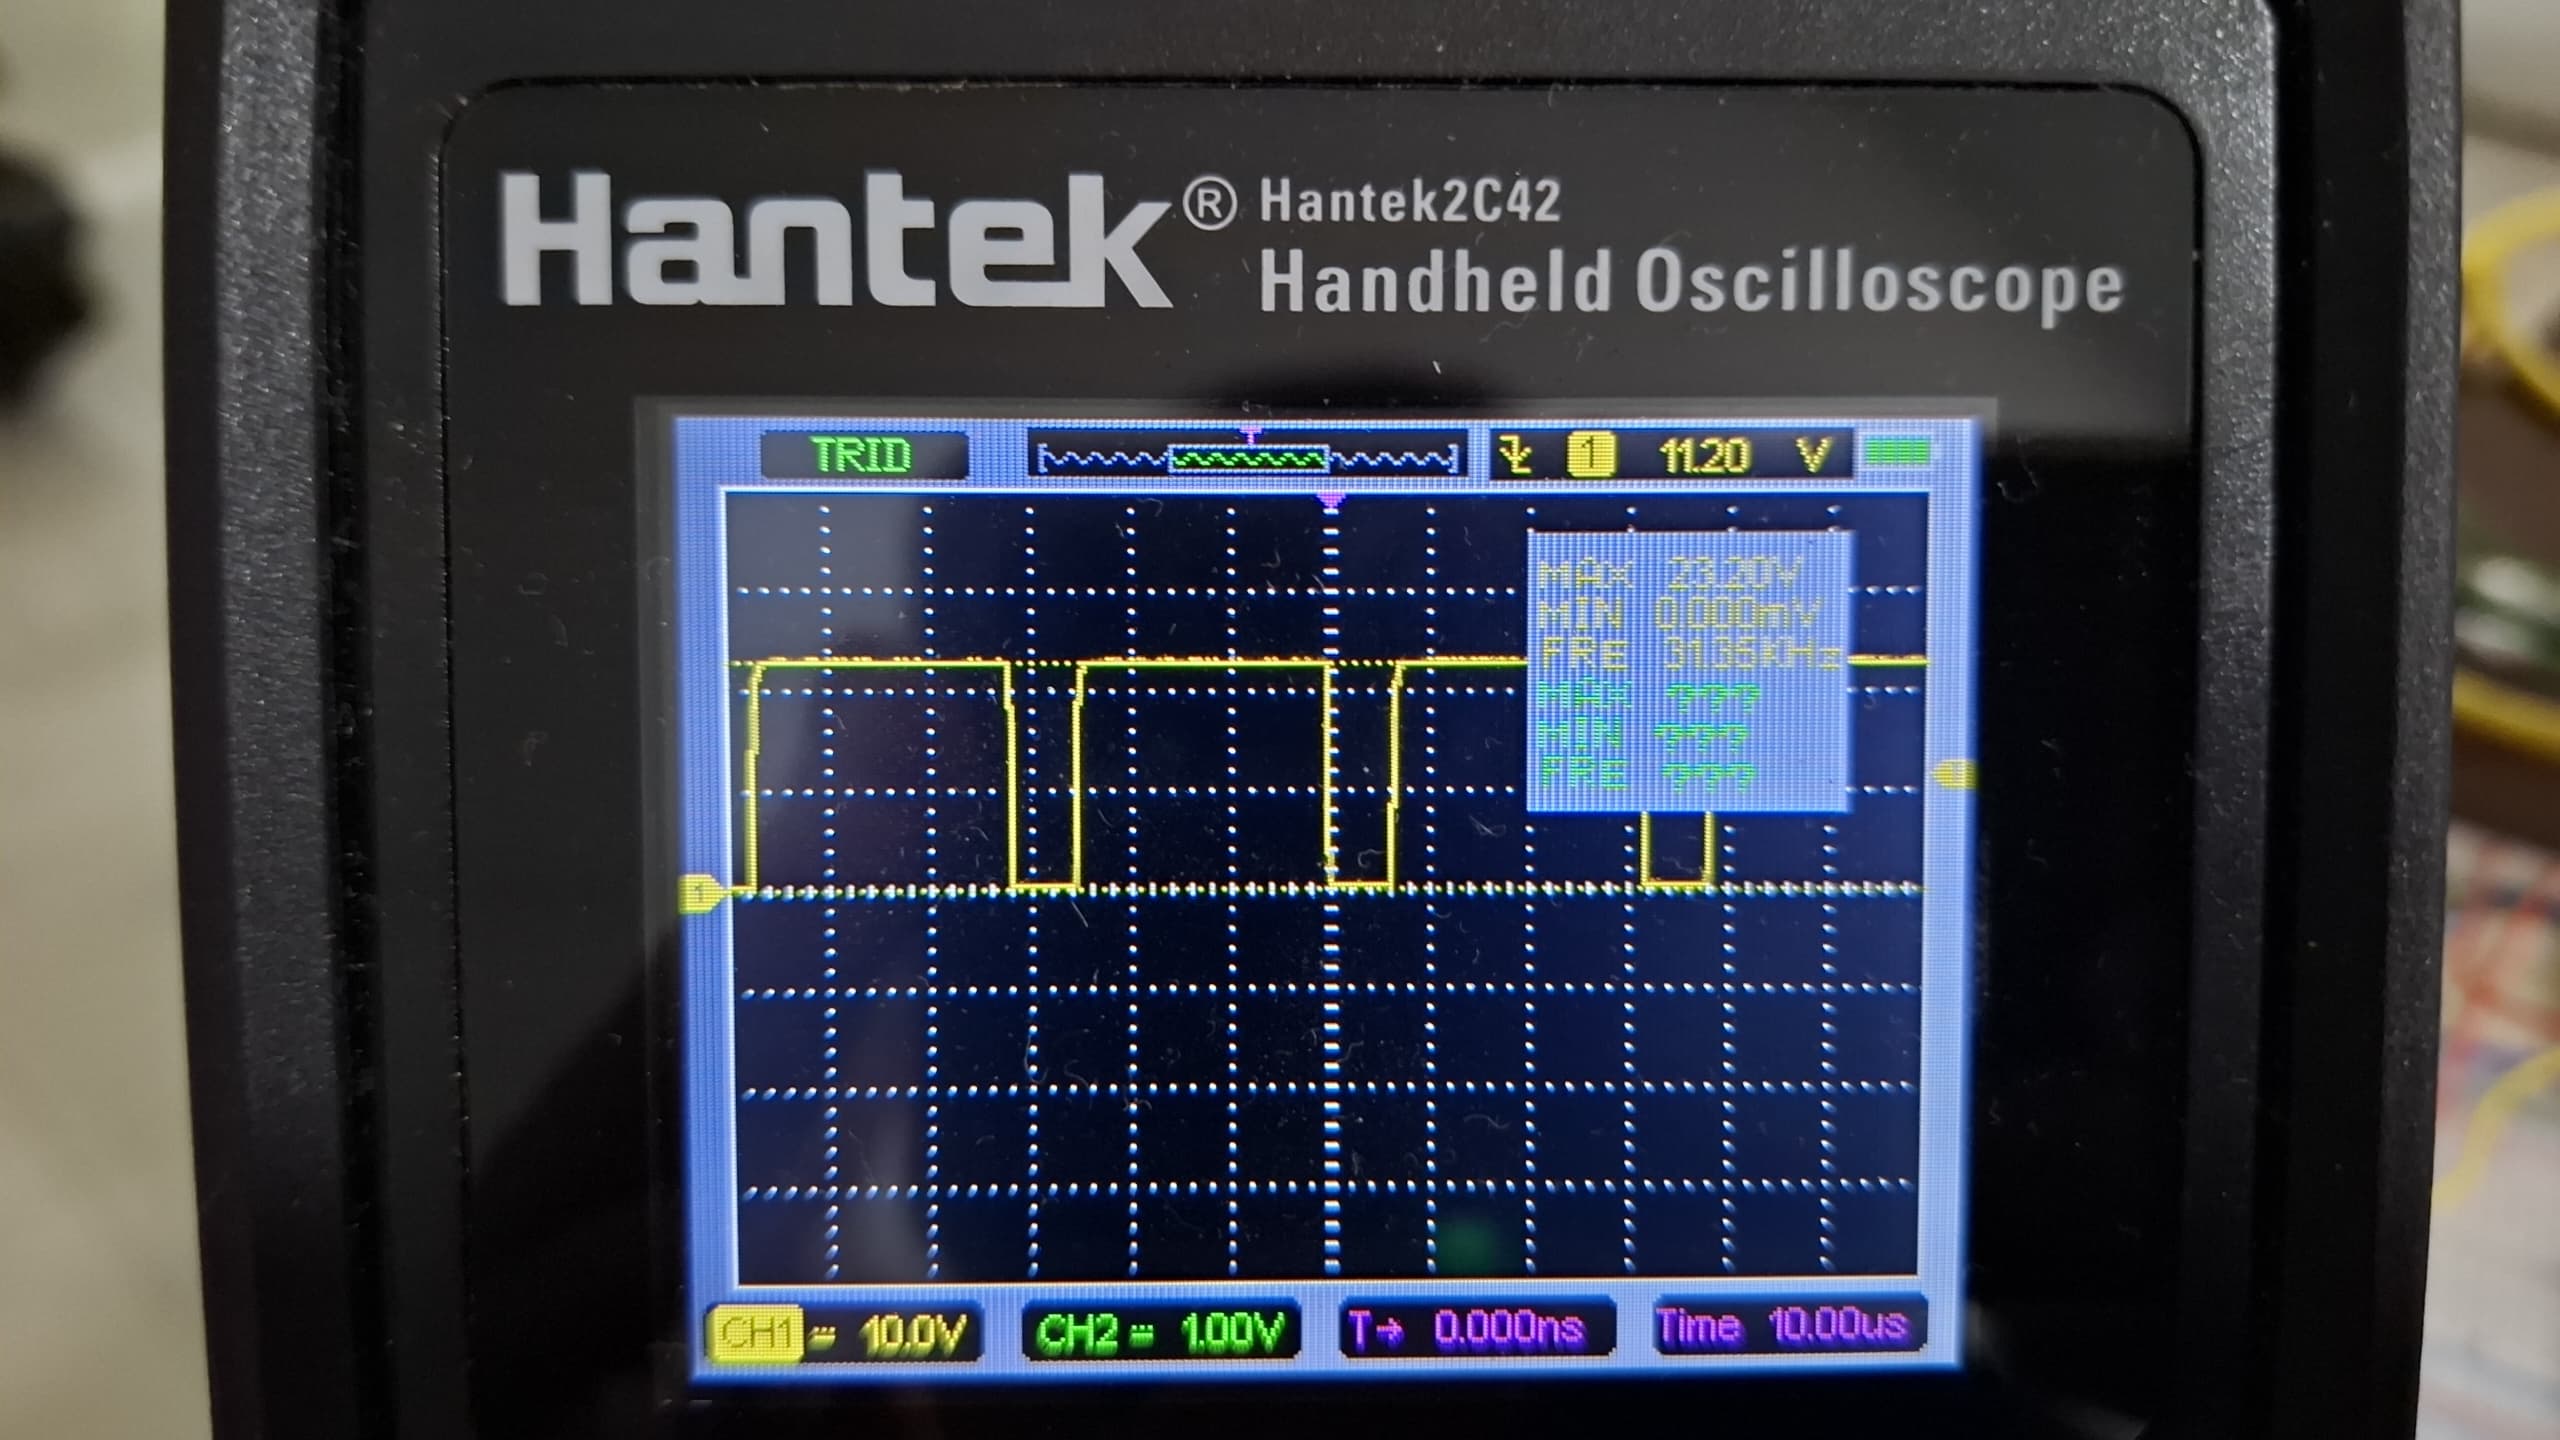 Hantek® Hantek2C42
Handheld Oscilloscope
TRID T 1 11.20 V
MAX 23.20V
MIN 0.000mV
FRE 31.35KHz
MAX ???
MIN ???
FRE ???
1
CH1 10.0V CH2 1.00V T→ 0.000ns Time 10.00us